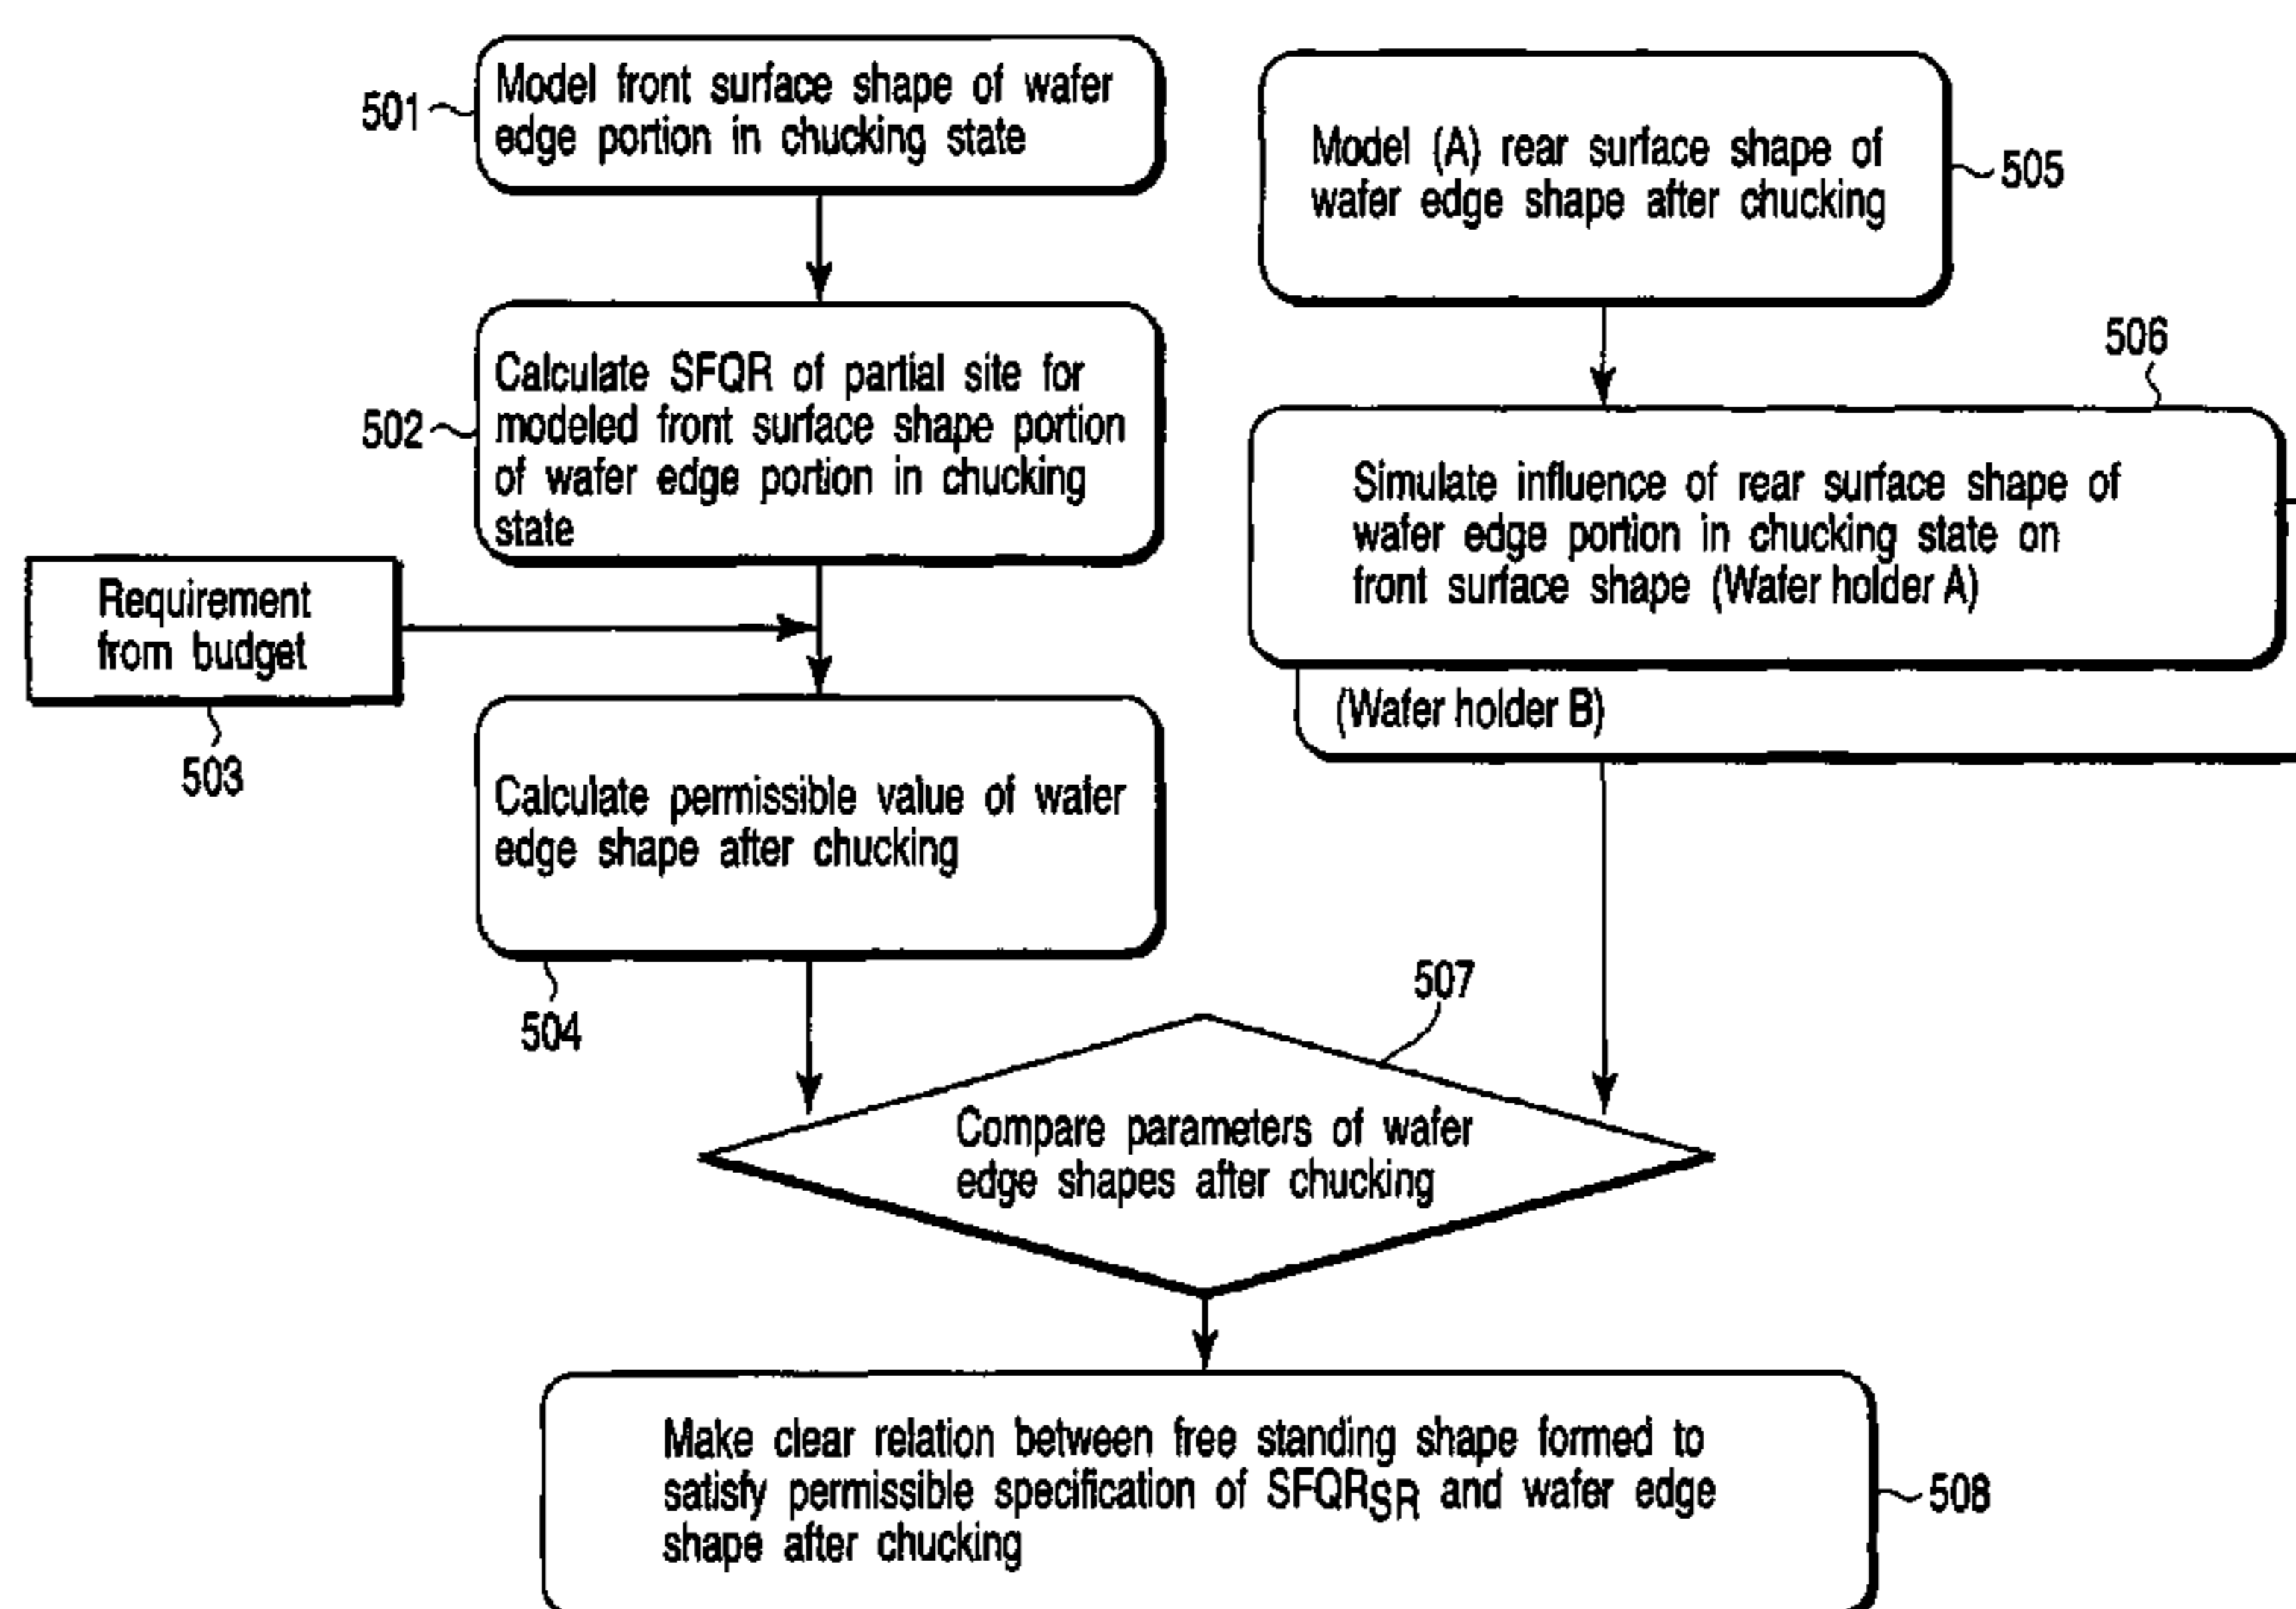 501
Model front surface shape of wafer
edge portion in chucking state
502
Calculate SFQR of partial site for
modeled front surface shape portion
of wafer edge portion in chucking
state
Requirement
from budget
503
Calculate permissible value of wafer
edge shape after chucking
504
Model (A) rear surface shape of
wafer edge shape after chucking
505
506
Simulate influence of rear surface shape of
wafer edge portion in chucking state on
front surface shape (Wafer holder A)
(Wafer holder B)
507
Compare parameters of wafer
edge shapes after chucking
Make clear relation between free standing shape formed to
satisfy permissible specification of SFQRSR and wafer edge
shape after chucking
508